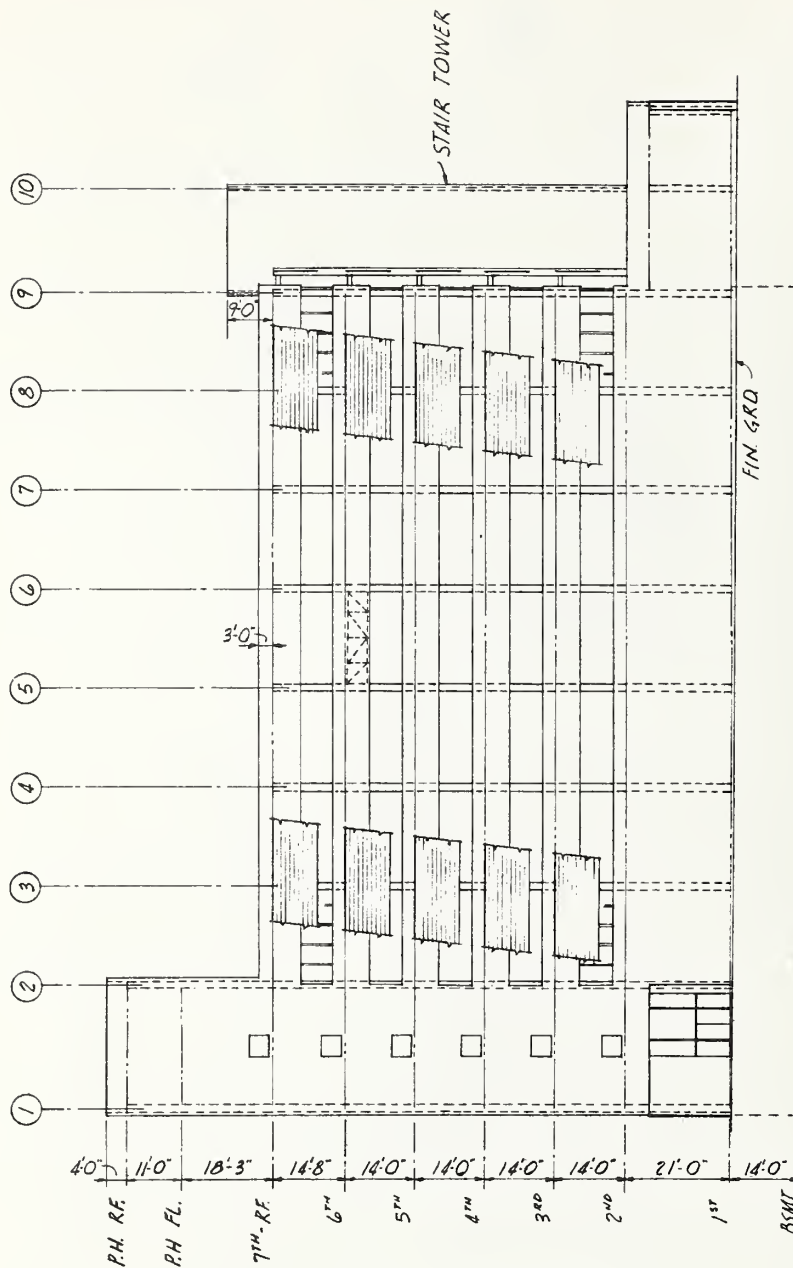 1
2
3
4
5
6
7
8
9
10
STAIR TOWER
9'0"
3'-0"
4'-0"
11'-0"
18'-3"
14'-8"
14'-0"
14'-0"
14'-0"
14'-0"
21'-0"
14'-0"
P.H. RF.
P.H FL.
7TH-RF.
6TH
5TH
4TH
3RD
2ND
1ST
BSMT
FIN. GRD.